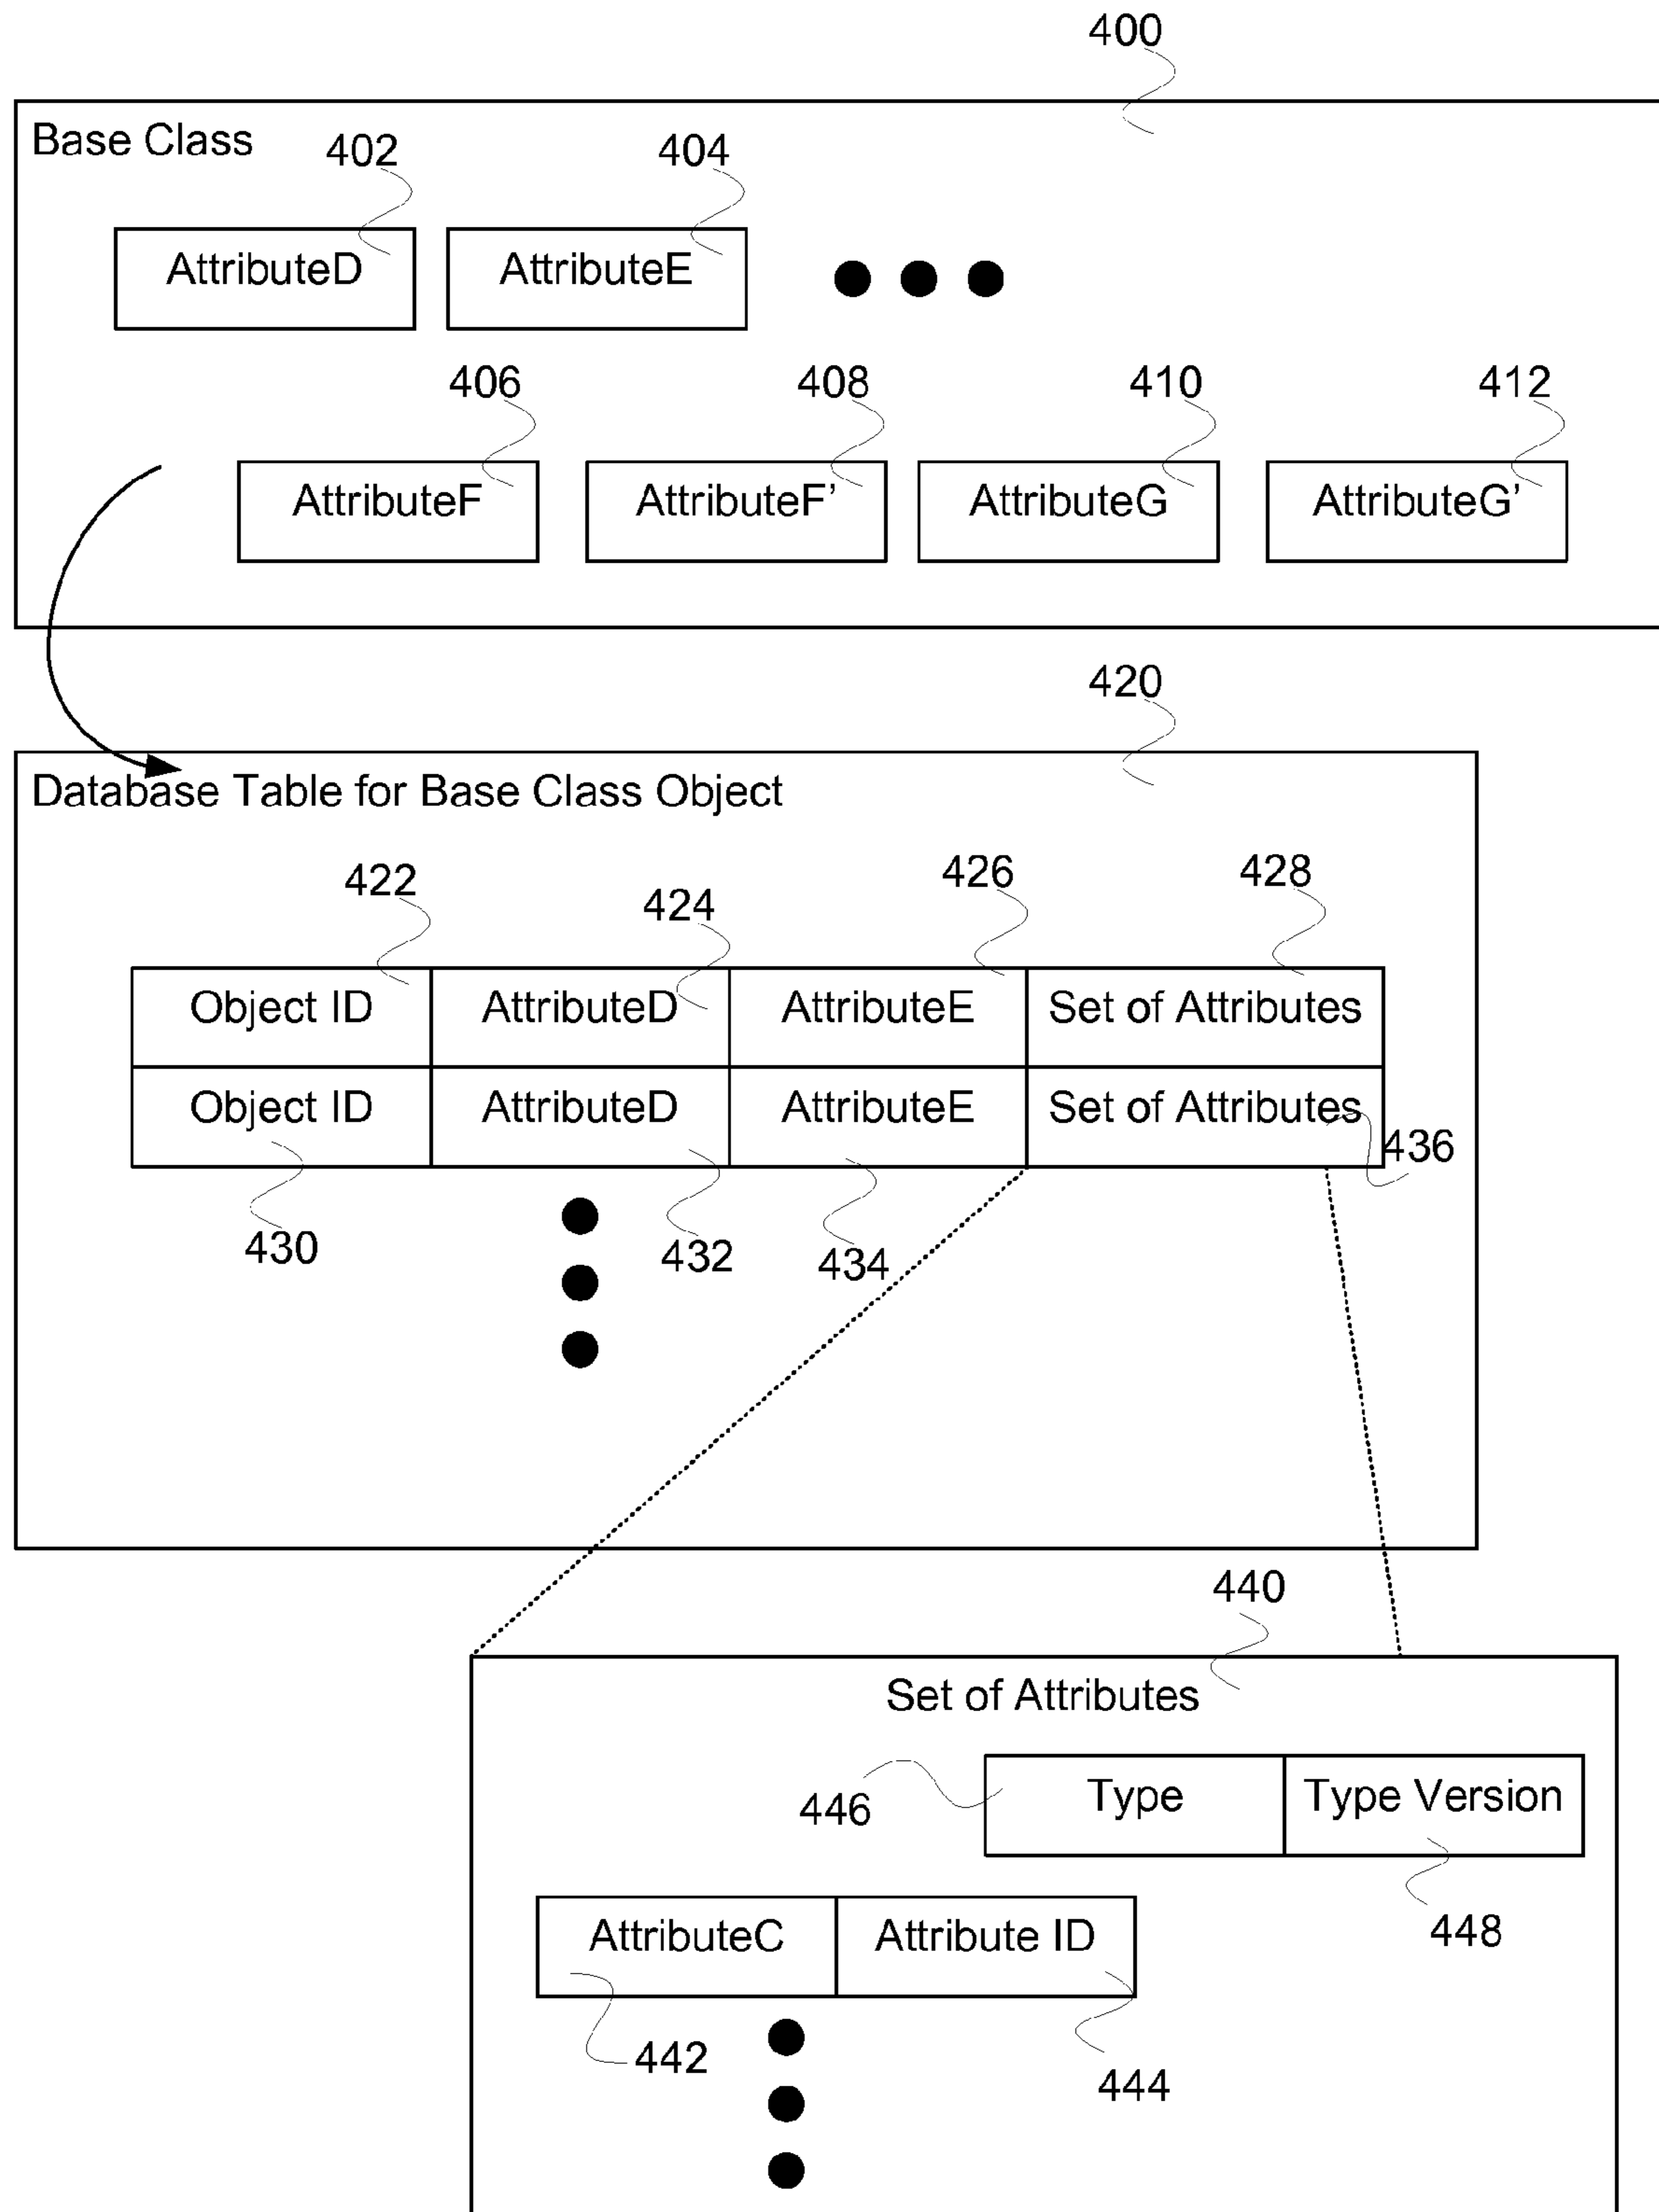 400
Base Class
402
404
AttributeD
AttributeE
406
408
410
412
AttributeF
AttributeF’
AttributeG
AttributeG’
420
Database Table for Base Class Object
422
424
426
428
Object ID
AttributeD
AttributeE
Set of Attributes
Object ID
AttributeD
AttributeE
Set of Attributes
436
430
432
434
440
Set of Attributes
446
Type
Type Version
448
AttributeC
Attribute ID
442
444